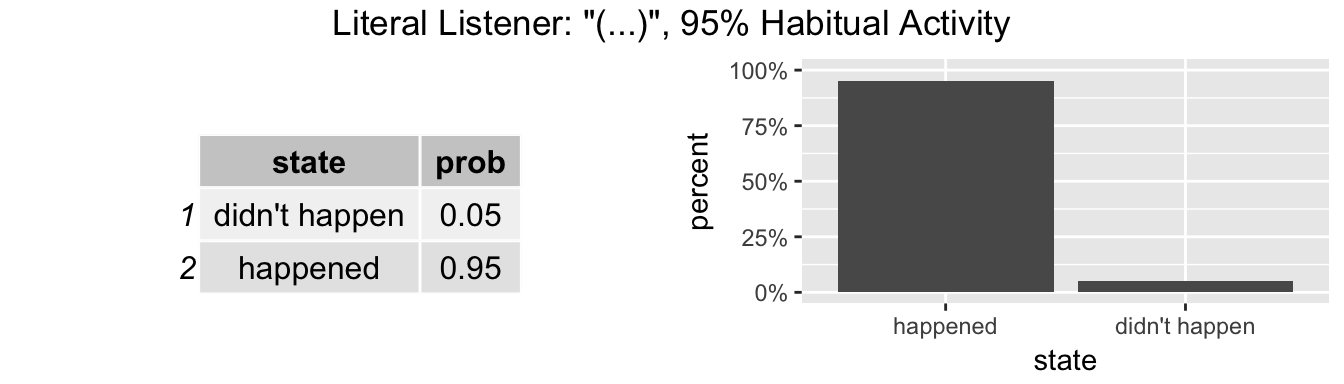 Literal Listener: "(...)", 95% Habitual Activity
state prob
1 didn't happen 0.05
2 happened 0.95
percent
100%
75%
50%
25%
0%
happened didn't happen
state